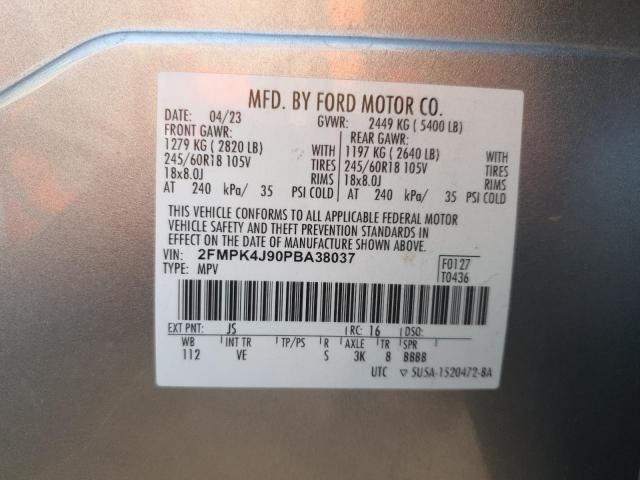 MFD. BY FORD MOTOR CO.
DATE: 04/23 GVWR: 2449 KG ( 5400 LB)
FRONT GAWR: REAR GAWR:
1279 KG ( 2820 LB) WITH 1197 KG ( 2640 LB) WITH
245/60R18 105V TIRES 245/60R18 105V TIRES
18x8.0J RIMS 18x8.0J RIMS
AT 240 kPa/ 35 PSI COLD AT 240 kPa/ 35 PSI COLD
THIS VEHICLE CONFORMS TO ALL APPLICABLE FEDERAL MOTOR
VEHICLE SAFETY AND THEFT PREVENTION STANDARDS IN
EFFECT ON THE DATE OF MANUFACTURE SHOWN ABOVE.
VIN: 2FMPK4J90PBA38037 F0127
TYPE: MPV T0436
EXT PNT: JS RC: 16 DSO:
WB INT TR TP/PS R AXLE TR SPR
112 VE S 3K 8 BBBB
UTC ▽ 5U5A-1520472-BA